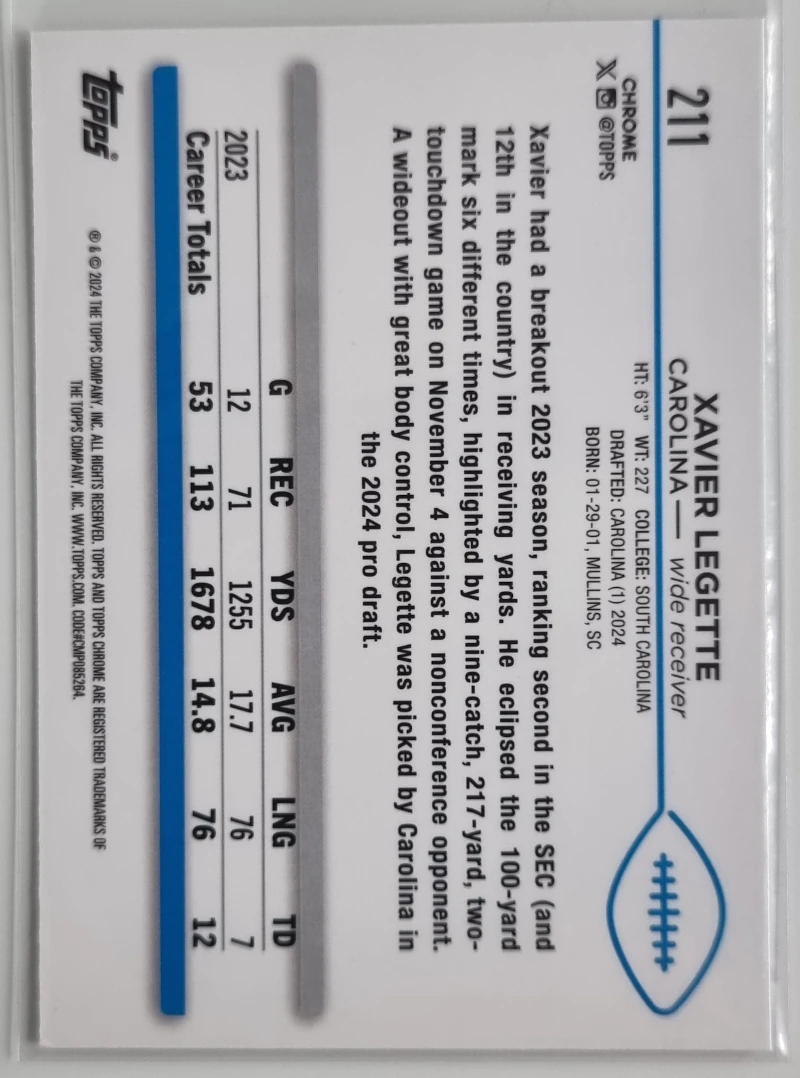 211
XAVIER LEGETTE
CAROLINA — wide receiver
CHROME
X @TOPPS
HT: 6'3" WT: 227 COLLEGE: SOUTH CAROLINA
DRAFTED: CAROLINA (1) 2024
BORN: 01-29-01, MULLINS, SC
Xavier had a breakout 2023 season, ranking second in the SEC (and
12th in the country) in receiving yards. He eclipsed the 100-yard
mark six different times, highlighted by a nine-catch, 217-yard, two-
touchdown game on November 4 against a nonconference opponent.
A wideout with great body control, Legette was picked by Carolina in
the 2024 pro draft.
G REC YDS AVG LNG TD
2023 12 71 1255 17.7 76 7
Career Totals 53 113 1678 14.8 76 12
topps®
® & © 2024 THE TOPPS COMPANY, INC. ALL RIGHTS RESERVED. TOPPS AND TOPPS CHROME ARE REGISTERED TRADEMARKS OF
THE TOPPS COMPANY, INC. WWW.TOPPS.COM. CODE#CMP085264.